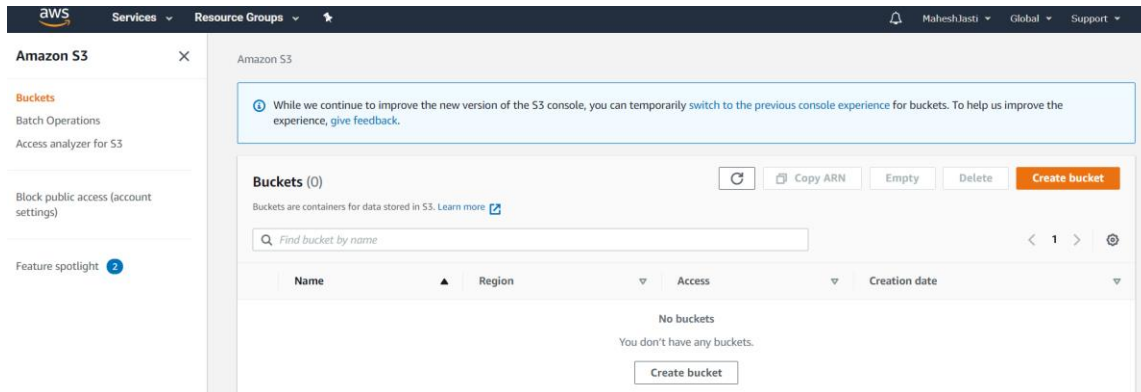 aws Services Resource Groups MaheshJasti Global Support
Amazon S3
Buckets
Batch Operations
Access analyzer for S3
Block public access (account
settings)
Feature spotlight 2
Amazon S3
While we continue to improve the new version of the S3 console, you can temporarily switch to the previous console experience for buckets. To help us improve the
experience, give feedback.
Buckets (0) Copy ARN Empty Delete Create bucket
Buckets are containers for data stored in S3. Learn more
Find bucket by name 1
Name Region Access Creation date
No buckets
You don't have any buckets.
Create bucket